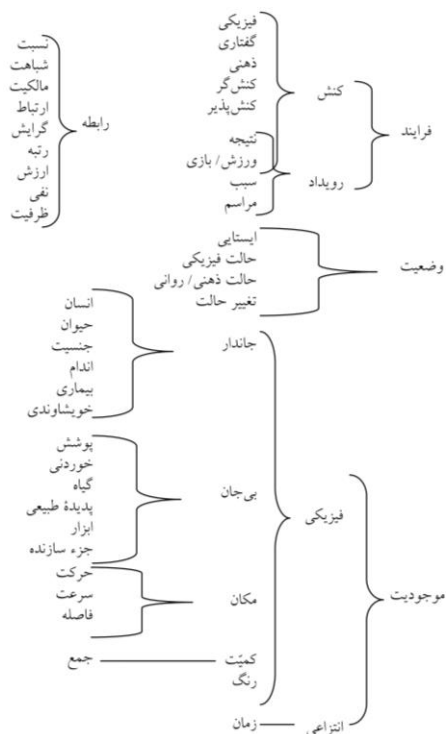 فرایند
کنش
فیزیکی
گفتاری
ذهنی
کنش‌گر
کنش‌پذیر
رویداد
نتیجه
ورزش/ بازی
سبب
مراسم
رابطه
نسبت
شباهت
مالکیت
ارتباط
گرایش
رتبه
ارزش
نفی
ظرفیت
وضعیت
ایستایی
حالت فیزیکی
حالت ذهنی/ روانی
تغییر حالت
موجودیت
فیزیکی
جاندار
انسان
حیوان
جنسیت
اندام
بیماری
خویشاوندی
بی‌جان
پوشش
خوردنی
گیاه
پدیدهٔ طبیعی
ابزار
جزء سازنده
مکان
حرکت
سرعت
فاصله
کمیّت
جمع
رنگ
انتزاعی
زمان